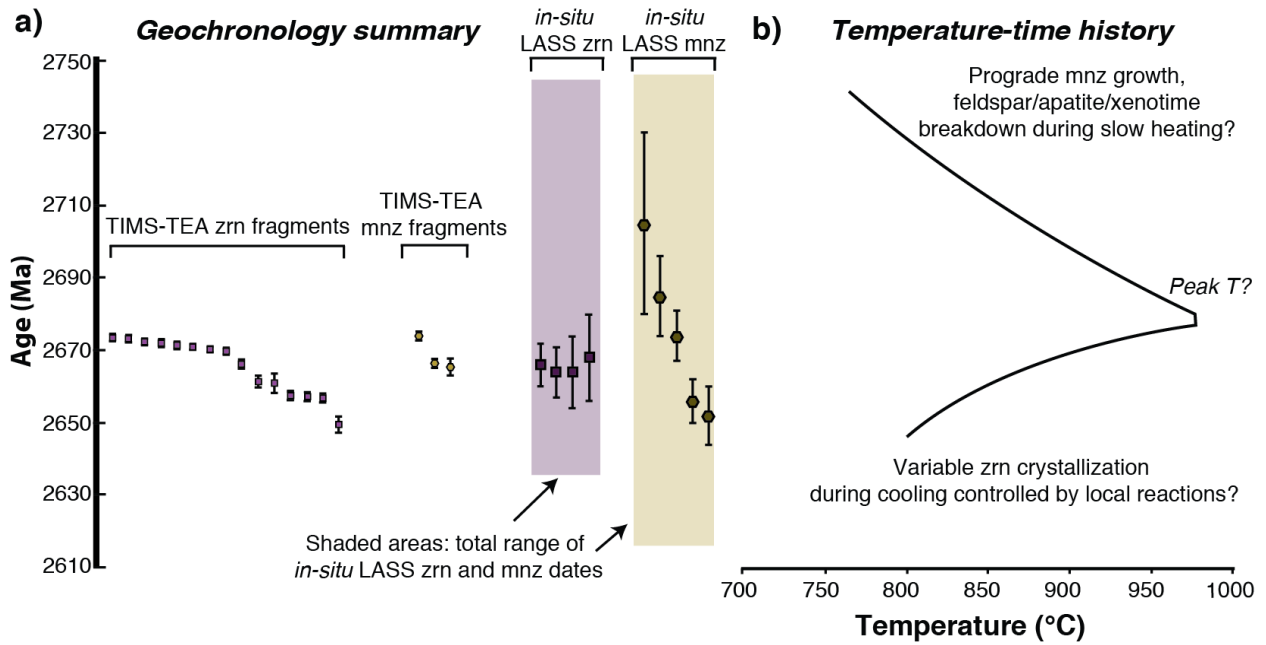 a)
Geochronology summary
in-situ
LASS zrn
in-situ
LASS mnz
2750
2730
2710
2690
2670
2650
2630
2610
Age (Ma)
TIMS-TEA zrn fragments
TIMS-TEA
mnz fragments
Shaded areas: total range of
in-situ LASS zrn and mnz dates
b)
Temperature-time history
Prograde mnz growth,
feldspar/apatite/xenotime
breakdown during slow heating?
Peak T?
Variable zrn crystallization
during cooling controlled by local reactions?
700 750 800 850 900 950 1000
Temperature (°C)